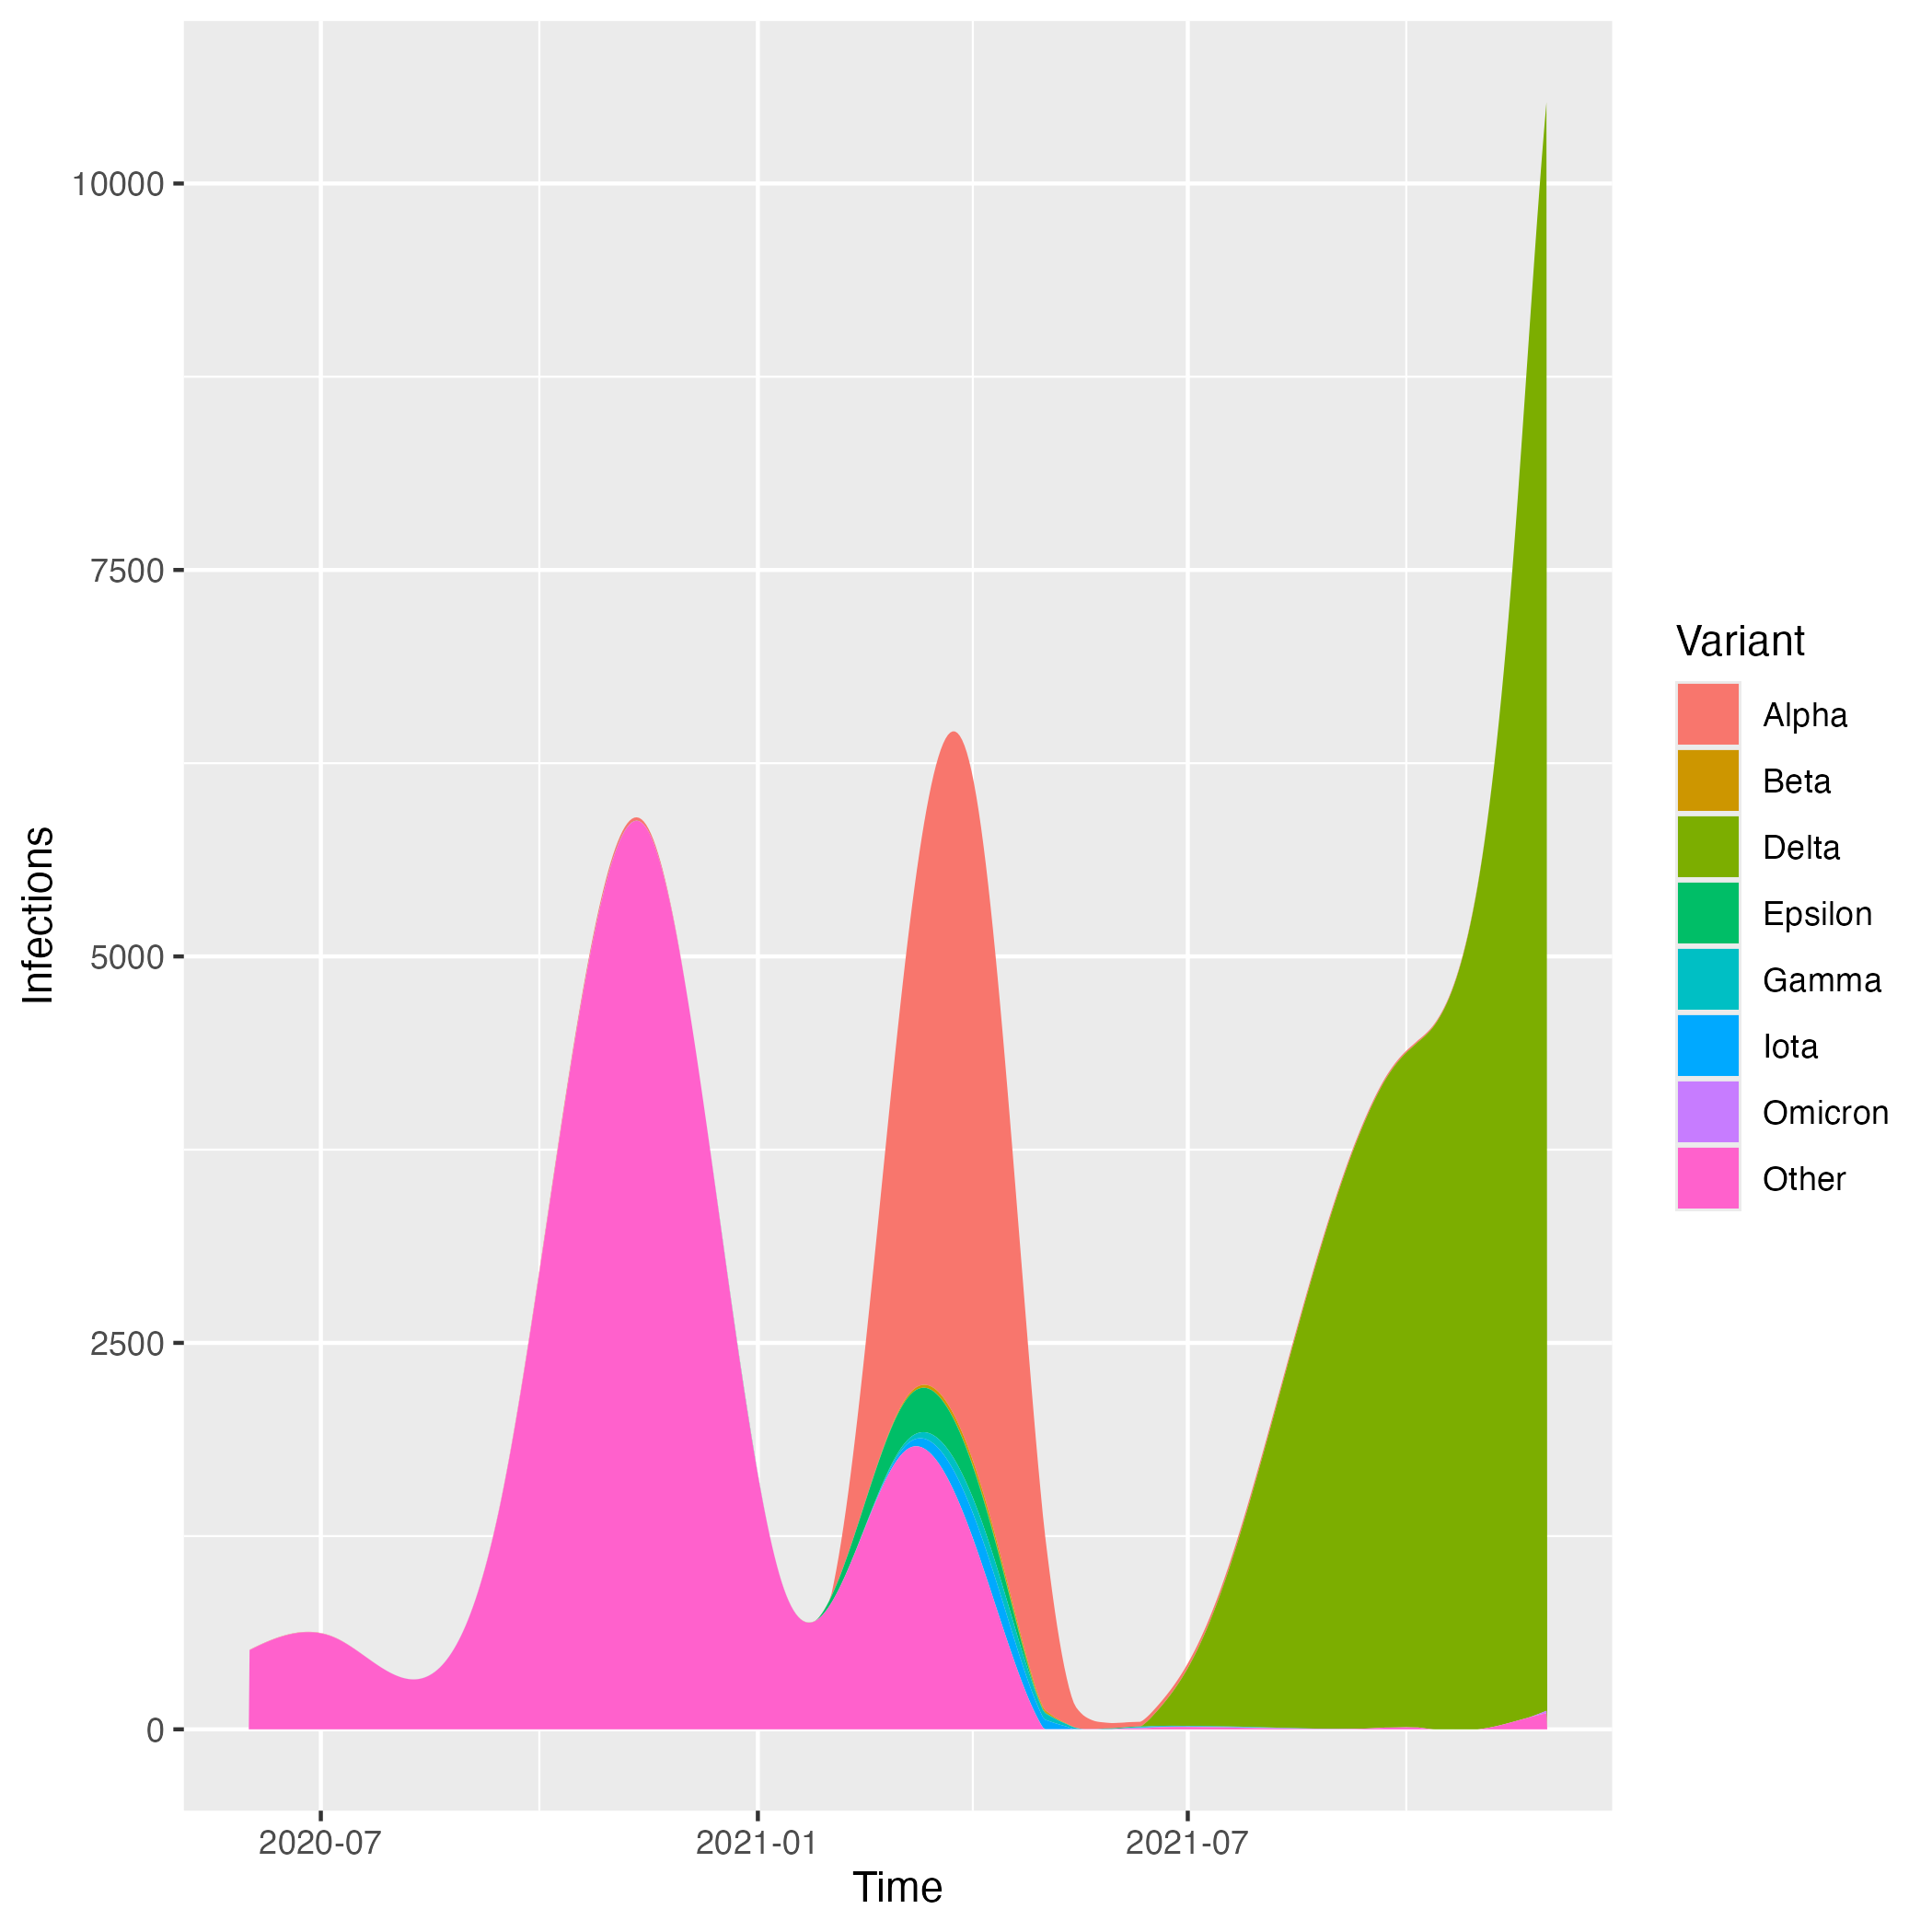 10000
7500
5000
2500
0
Infections
2020-07
2021-01
2021-07
Time
Variant
Alpha
Beta
Delta
Epsilon
Gamma
Iota
Omicron
Other